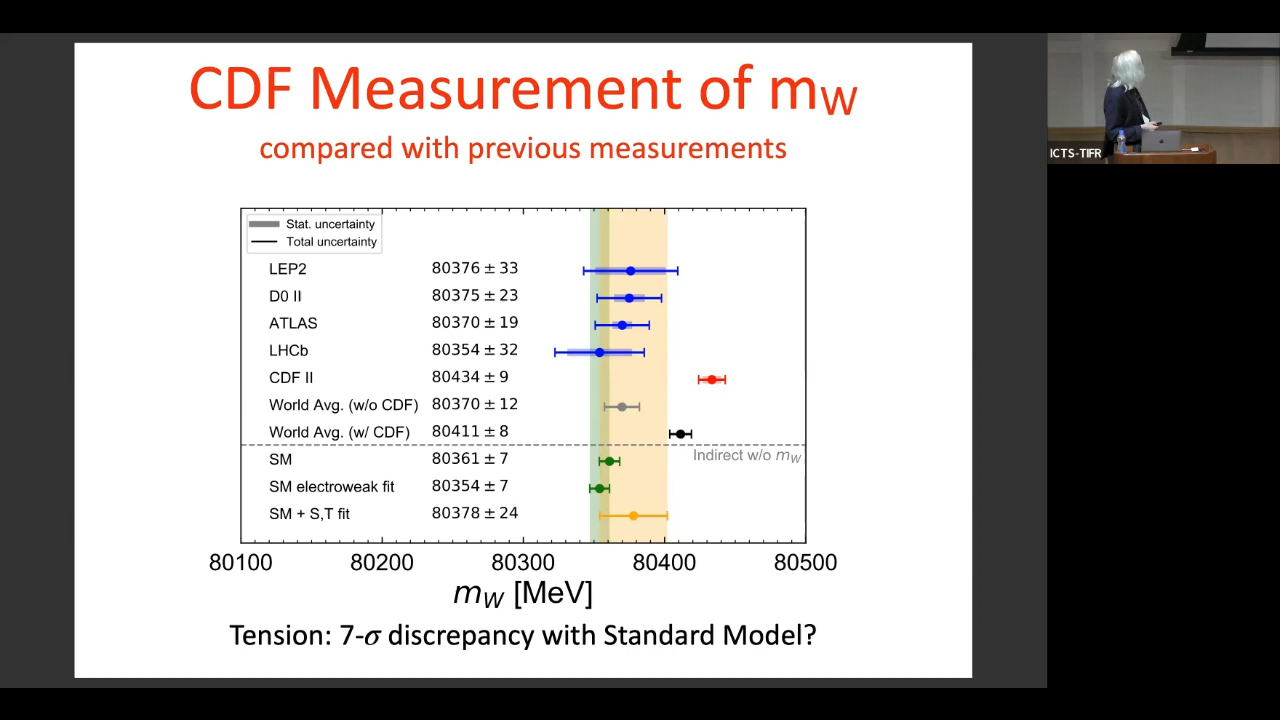 CDF Measurement of mW
compared with previous measurements
Stat. uncertainty
Total uncertainty
LEP2 80376 ± 33
D0 II 80375 ± 23
ATLAS 80370 ± 19
LHCb 80354 ± 32
CDF II 80434 ± 9
World Avg. (w/o CDF) 80370 ± 12
World Avg. (w/ CDF) 80411 ± 8
Indirect w/o mW
SM 80361 ± 7
SM electroweak fit 80354 ± 7
SM + S,T fit 80378 ± 24
80100 80200 80300 80400 80500
mW [MeV]
Tension: 7-σ discrepancy with Standard Model?
ICTS-TIFR